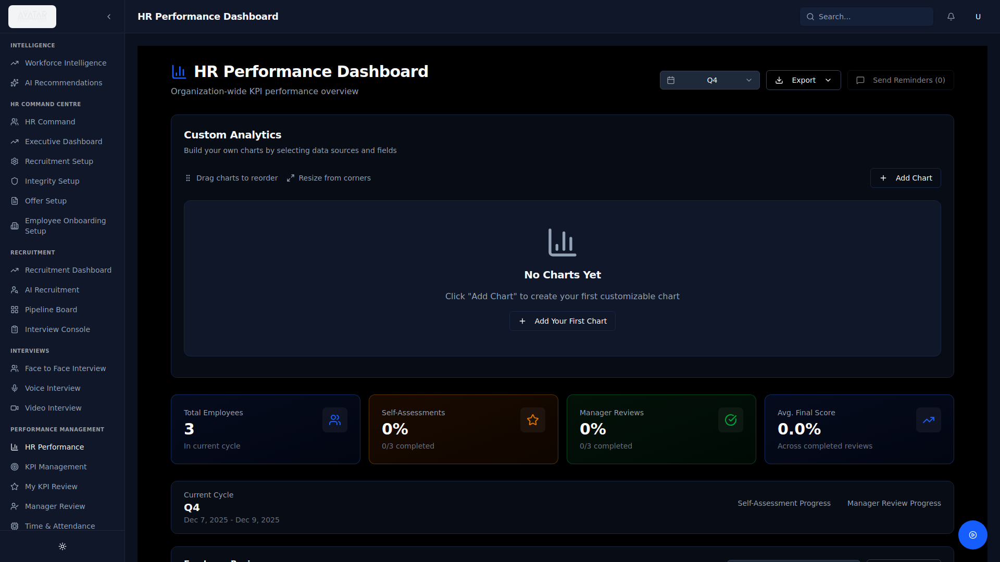 AVATAR
HR Performance Dashboard
Search...
U
INTELLIGENCE
Workforce Intelligence
AI Recommendations
HR COMMAND CENTRE
HR Command
Executive Dashboard
Recruitment Setup
Integrity Setup
Offer Setup
Employee Onboarding
Setup
RECRUITMENT
Recruitment Dashboard
AI Recruitment
Pipeline Board
Interview Console
INTERVIEWS
Face to Face Interview
Voice Interview
Video Interview
PERFORMANCE MANAGEMENT
HR Performance
KPI Management
My KPI Review
Manager Review
Time & Attendance
HR Performance Dashboard
Organization-wide KPI performance overview
Q4
Export
Send Reminders (0)
Custom Analytics
Build your own charts by selecting data sources and fields
Drag charts to reorder
Resize from corners
Add Chart
No Charts Yet
Click "Add Chart" to create your first customizable chart
Add Your First Chart
Total Employees
3
In current cycle
Self-Assessments
0%
0/3 completed
Manager Reviews
0%
0/3 completed
Avg. Final Score
0.0%
Across completed reviews
Current Cycle
Q4
Dec 7, 2025 - Dec 9, 2025
Self-Assessment Progress
Manager Review Progress